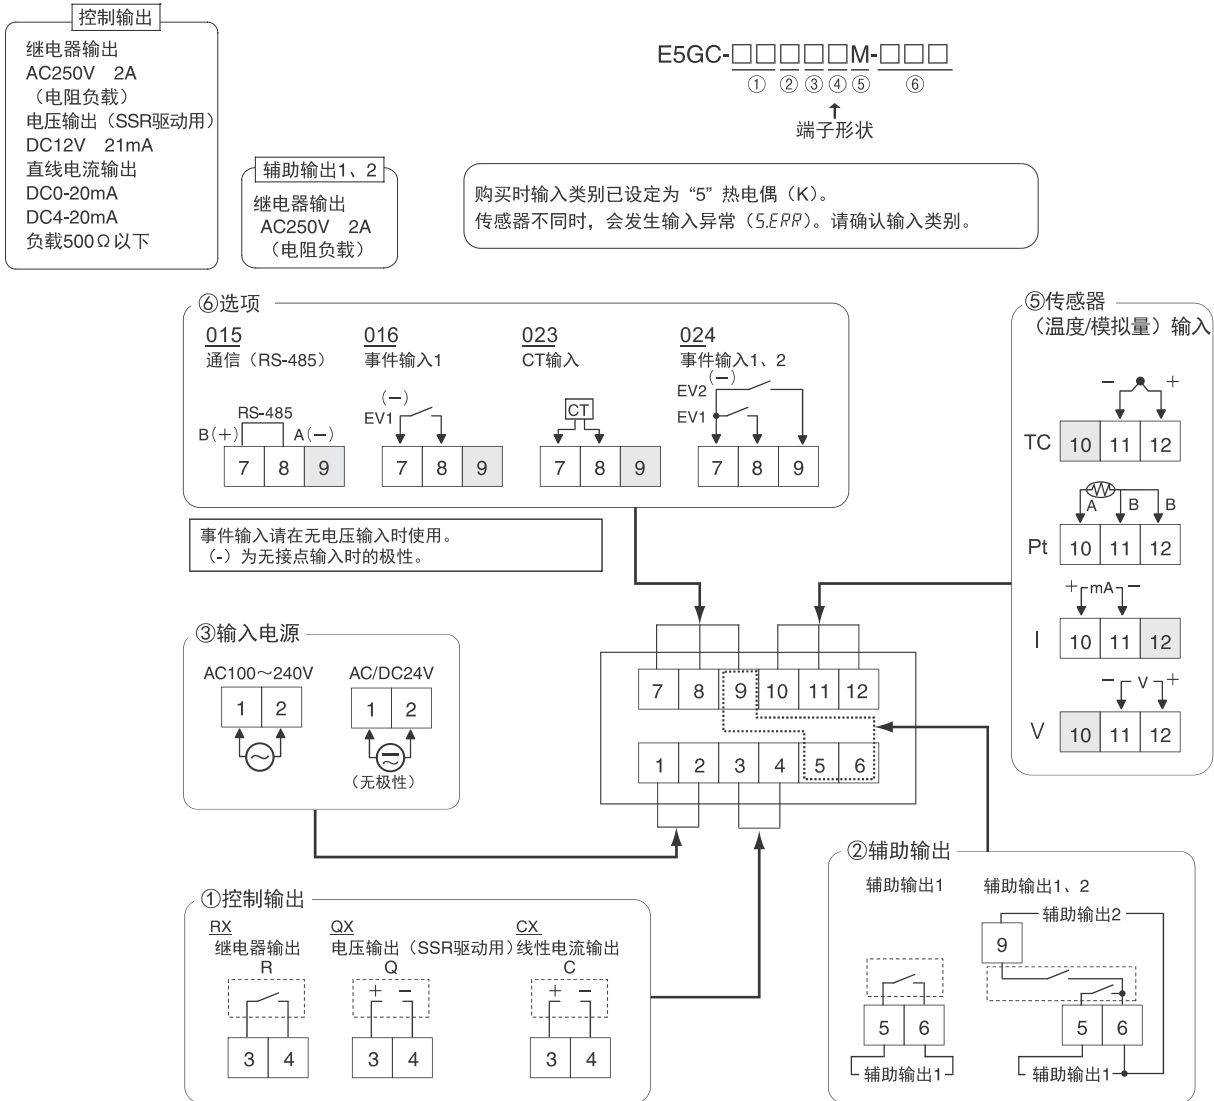 控制输出
继电器输出
AC250V 2A
（电阻负载）
电压输出（SSR驱动用）
DC12V 21mA
直线电流输出
DC0-20mA
DC4-20mA
负载500Ω以下
辅助输出1、2
继电器输出
AC250V 2A
（电阻负载）
E5GC-□□□□□M-□□□
① ② ③ ④ ⑤ ⑥
端子形状
购买时输入类别已设定为“5”热电偶（K）。
传感器不同时，会发生输入异常（S.ERR）。请确认输入类别。
⑥选项
015
通信（RS-485）
RS-485
B(+) A(−)
7 8 9
016
事件输入1
(−)
EV1
7 8 9
023
CT输入
CT
7 8 9
024
事件输入1、2
(−)
EV2
EV1
7 8 9
事件输入请在无电压输入时使用。
（-）为无接点输入时的极性。
⑤传感器
（温度/模拟量）输入
− +
TC 10 11 12
A B B
Pt 10 11 12
+ mA −
I 10 11 12
− V +
V 10 11 12
③输入电源
AC100～240V
1 2
AC/DC24V
1 2
（无极性）
7 8 9 10 11 12
1 2 3 4 5 6
①控制输出
RX
继电器输出
R
3 4
QX
电压输出（SSR驱动用）
Q
+ −
3 4
CX
线性电流输出
C
+ −
3 4
②辅助输出
辅助输出1
5 6
辅助输出1
辅助输出1、2
辅助输出2
9
5 6
辅助输出1